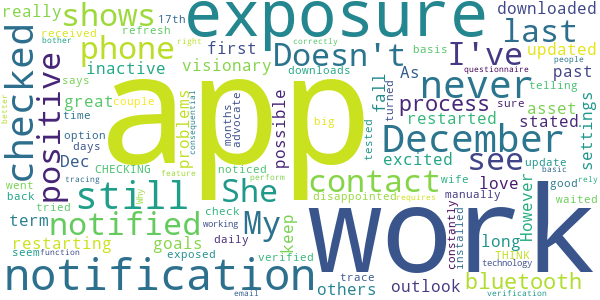 really shows exposure downloaded
phone Doesn't I've last
received 17th refresh first downloads basis updated
bother right correctly questionnaire people
checked positive inactive visionary As never past telling
says couple problems consequential advocate months
great possible fall turned process sure
time option Dec days app restarted asset stated
better CHECKING tested December settings
noticed big excited update basic
tracing feature see
went back still She contact wife love good rely
tried Why exposed manually
notified My keep disappointed requires However waited
term check verified constantly installed
restarting goals working daily long
seem function others trace work bluetooth
notification email outlook THINK technology
perform verification